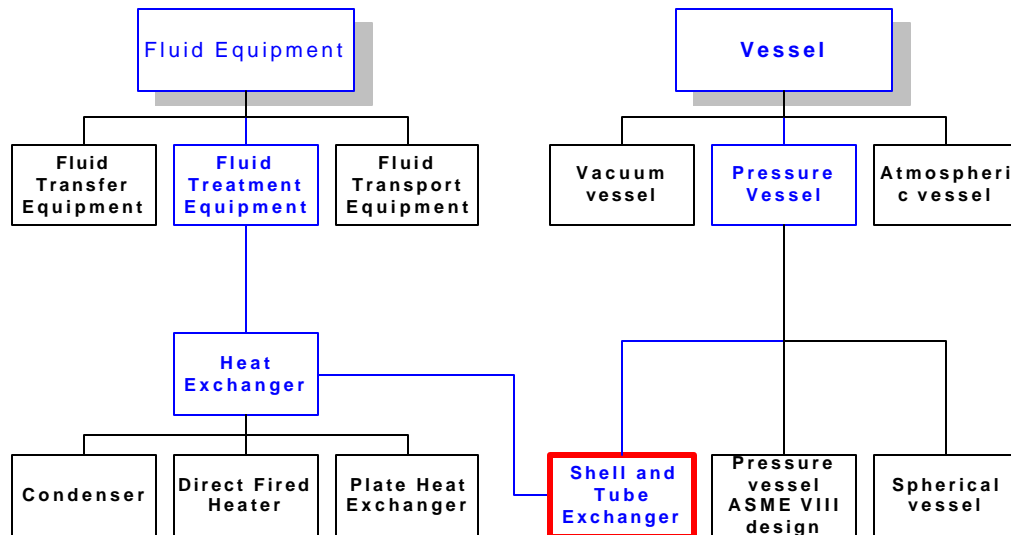 Fluid Equipment
Vessel
Fluid
Transfer
Equipment
Fluid
Treatment
Equipment
Fluid
Transport
Equipment
Vacuum
vessel
Pressure
Vessel
Atmospheri
c vessel
Heat
Exchanger
Condenser
Direct Fired
Heater
Plate Heat
Exchanger
Shell and
Tube
Exchanger
Pressure
vessel
ASME VIII
design
Spherical
vessel